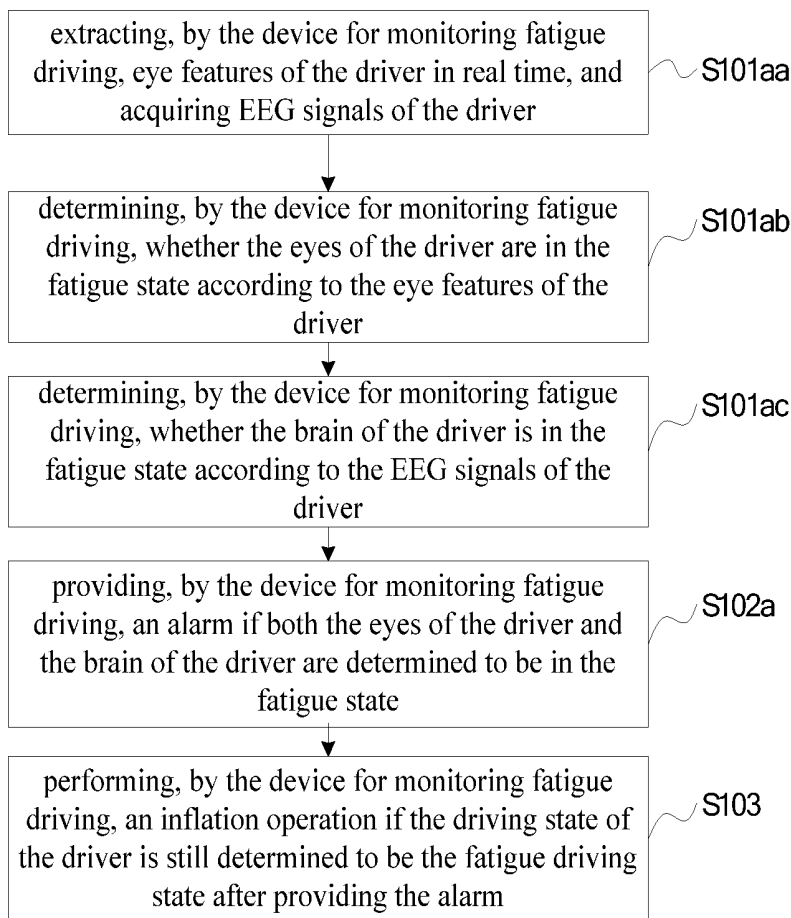 extracting, by the device for monitoring fatigue
driving, eye features of the driver in real time, and
acquiring EEG signals of the driver
S101aa
determining, by the device for monitoring fatigue
driving, whether the eyes of the driver are in the
fatigue state according to the eye features of the
driver
S101ab
determining, by the device for monitoring fatigue
driving, whether the brain of the driver is in the
fatigue state according to the EEG signals of the
driver
S101ac
providing, by the device for monitoring fatigue
driving, an alarm if both the eyes of the driver and
the brain of the driver are determined to be in the
fatigue state
S102a
performing, by the device for monitoring fatigue
driving, an inflation operation if the driving state of
the driver is still determined to be the fatigue driving
state after providing the alarm
S103